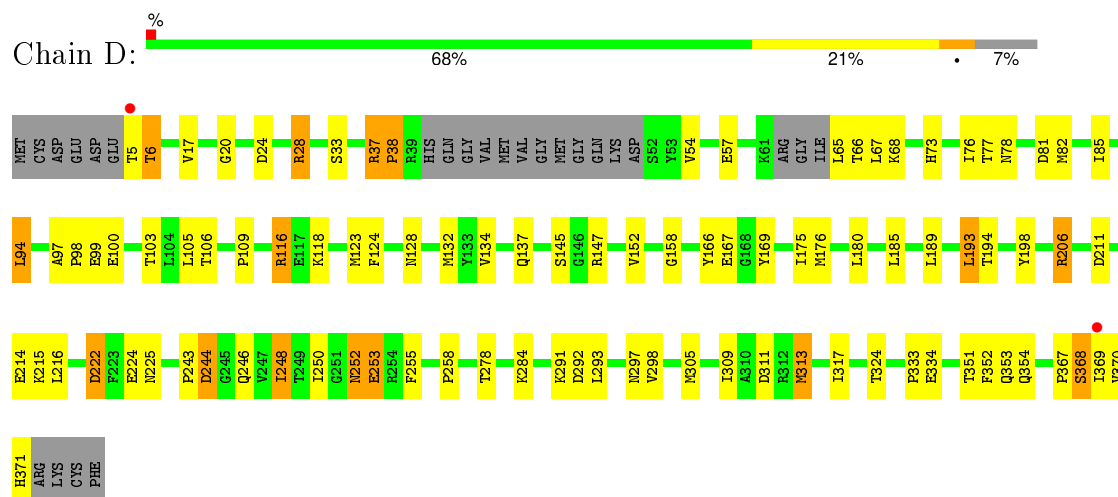 %
Chain D:
68% 21% • 7%
MET CYS ASP GLU ASP GLU T5 T6 V17 G20 D24 R28 S33 R37 P38 R39 HIS GLN GLY VAL MET VAL GLY MET GLY GLN LYS ASP S52 Y53 V54 E57 K61 ARG GLY ILE L65 T66 L67 K68 H73 I76 T77 N78 D81 M82 I85
L94 A97 P98 E99 E100 T103 L104 L105 T106 P109 R116 E117 K118 M123 F124 N128 M132 Y133 V134 Q137 S145 G146 R147 V152 G158 Y166 E167 G168 Y169 I175 M176 L180 L185 L189 L193 T194 Y198 R206 D211
E214 K215 L216 D222 F223 E224 N225 P243 D244 G245 Q246 V247 I248 T249 I250 G251 N252 E253 R254 F255 P258 T278 K284 K291 D292 L293 N297 V298 M305 I309 A310 D311 R312 M313 I317 T324 P333 E334 T351 F352 Q353 Q354 P367 S368 I369 V370
H371 ARG LYS CYS PHE